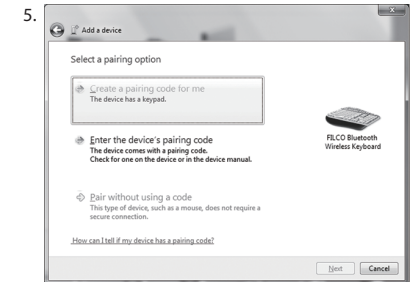 5.
Add a device
Select a pairing option
Create a pairing code for me
The device has a keypad.
Enter the device's pairing code
The device comes with a pairing code.
Check for one on the device or in the device manual.
FILCO Bluetooth
Wireless Keyboard
Pair without using a code
This type of device, such as a mouse, does not require a
secure connection.
How can I tell if my device has a pairing code?
Next
Cancel